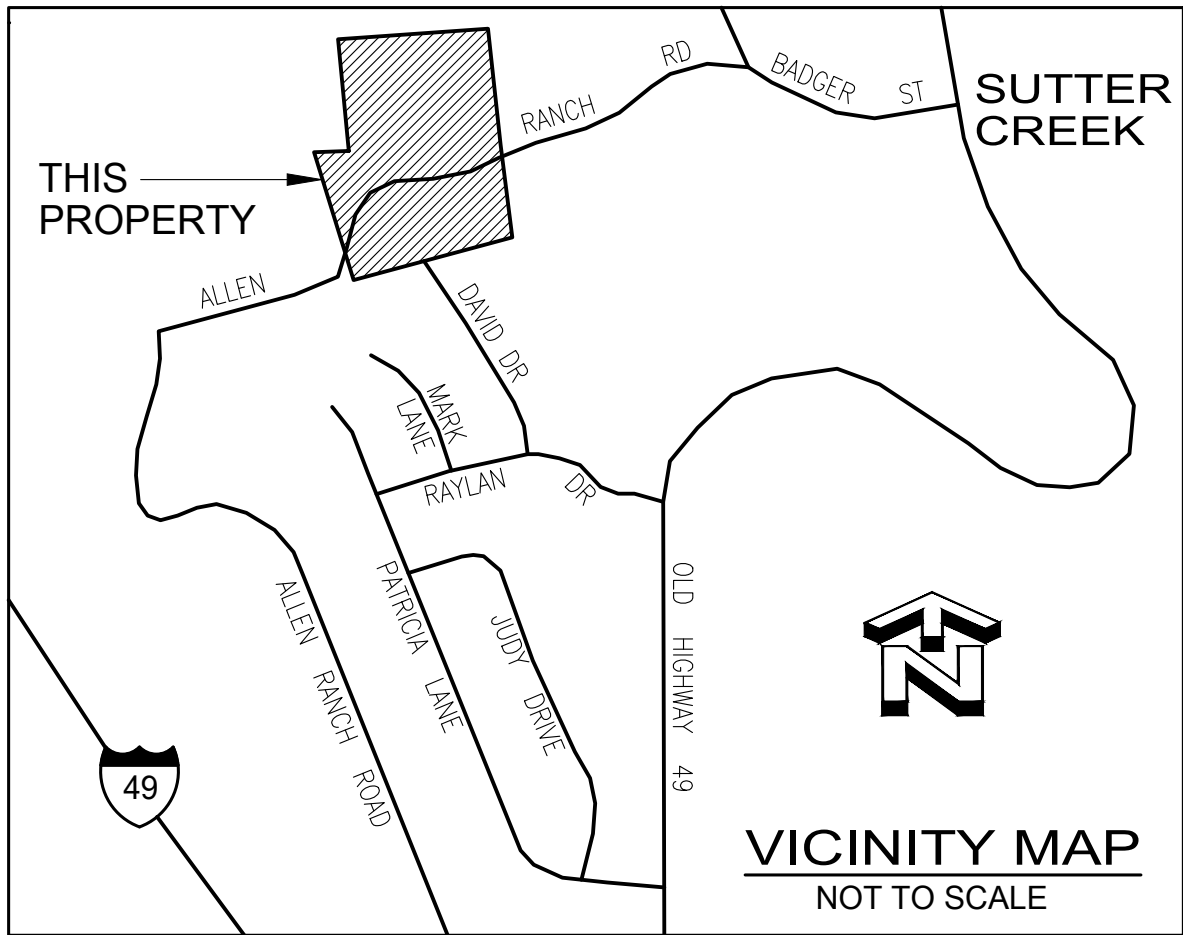 RD
BADGER ST
SUTTER
CREEK
RANCH
THIS
PROPERTY
ALLEN
DAVID DR
MARK
LANE
RAYLAN DR
OLD HIGHWAY 49
PATRICIA LANE
ALLEN RANCH ROAD
JUDY DRIVE
N
49
VICINITY MAP
NOT TO SCALE